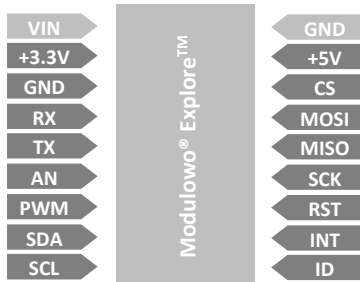 VIN
+3.3V
GND
RX
TX
AN
PWM
SDA
SCL
Modulowo® Explore™
GND
+5V
CS
MOSI
MISO
SCK
RST
INT
ID